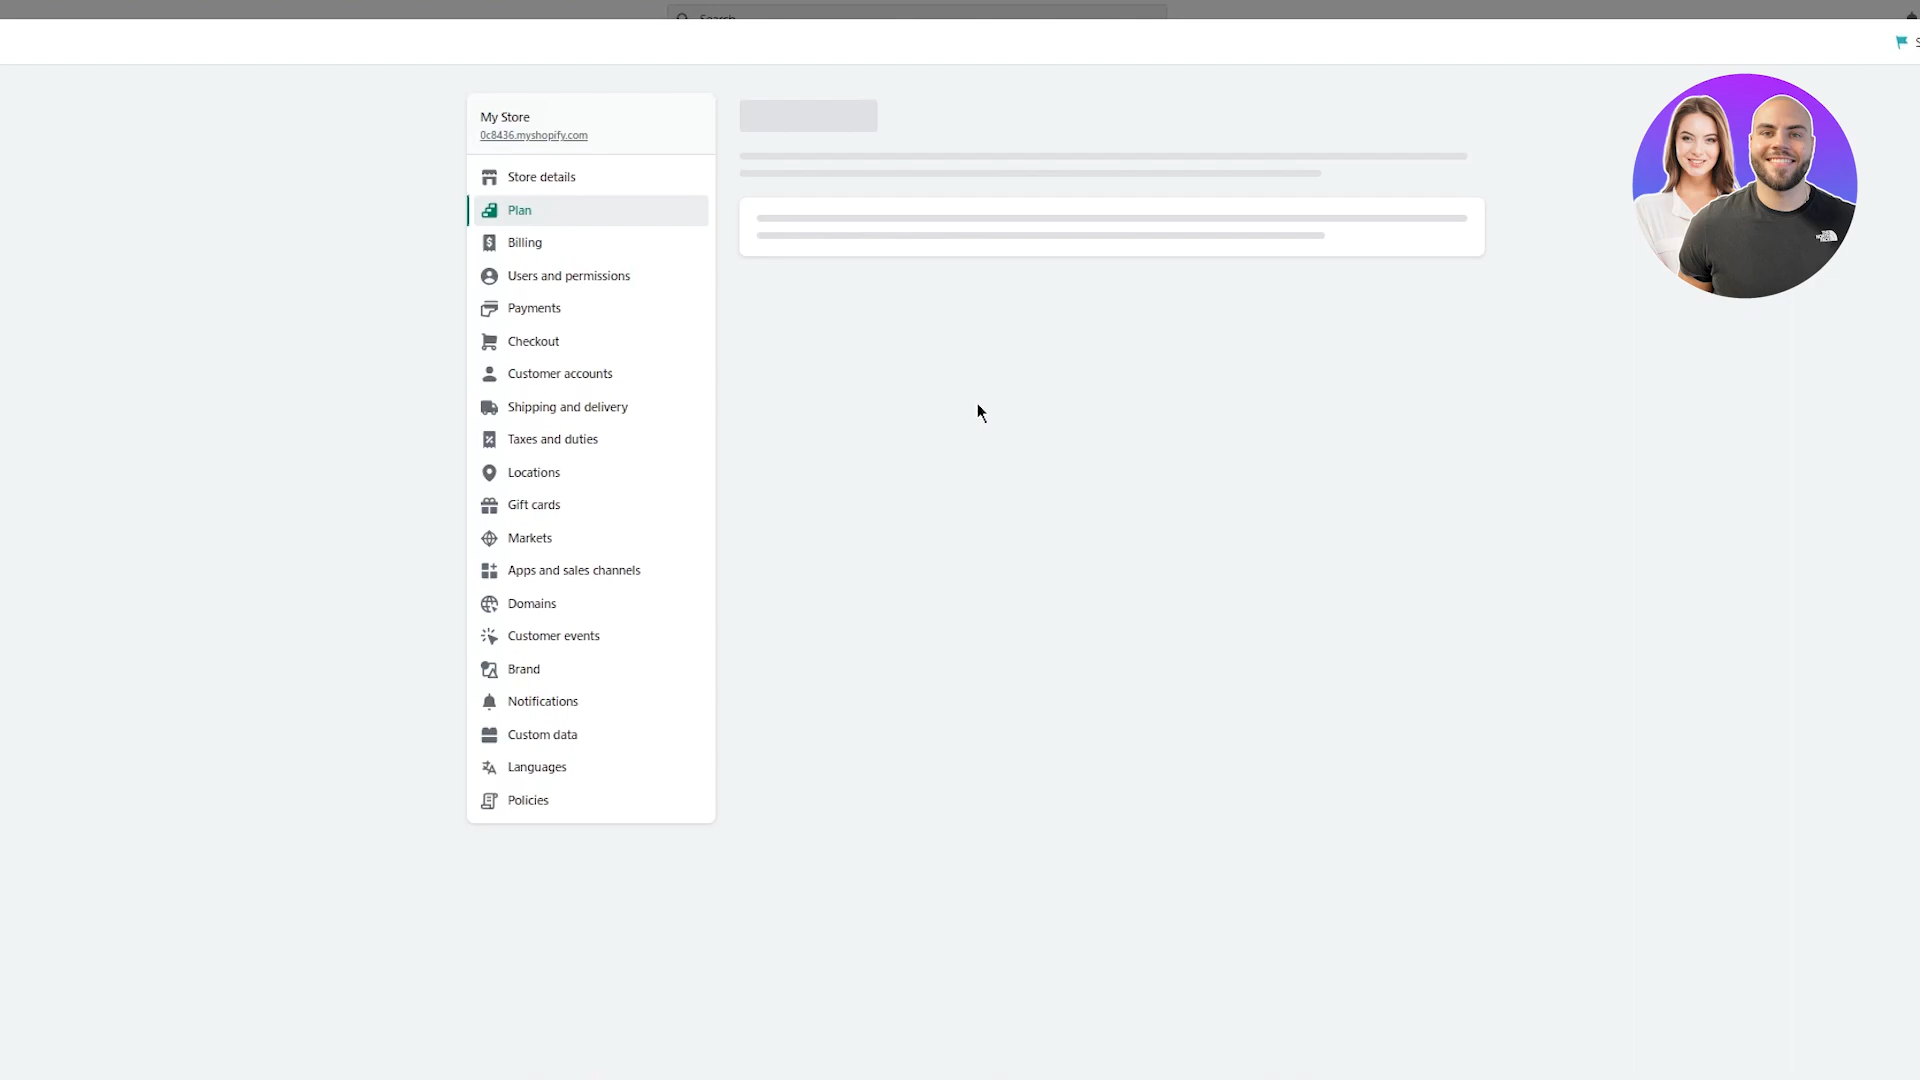 Search
My Store
0c8436.myshopify.com
Store details
Plan
Billing
Users and permissions
Payments
Checkout
Customer accounts
Shipping and delivery
Taxes and duties
Locations
Gift cards
Markets
Apps and sales channels
Domains
Customer events
Brand
Notifications
Custom data
Languages
Policies